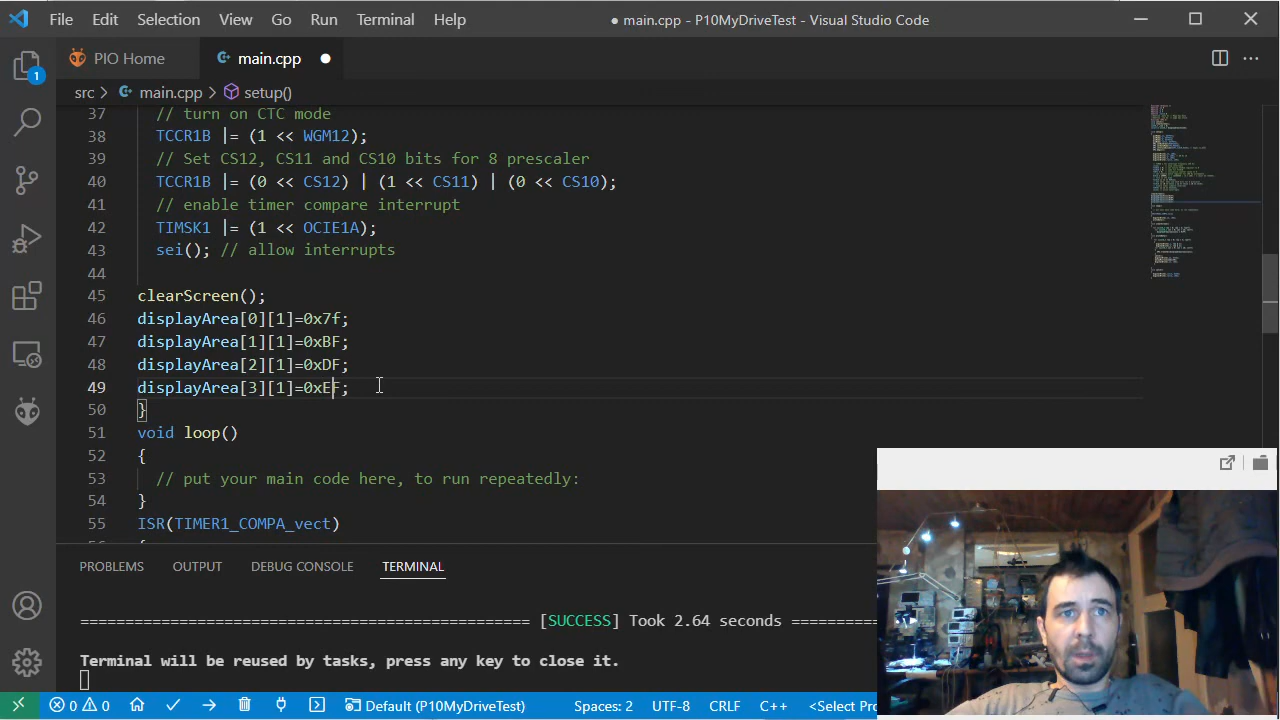 File Edit Selection View Go Run Terminal Help
● main.cpp - P10MyDriveTest - Visual Studio Code
1
PIO Home
main.cpp
src > main.cpp > setup()
37 // turn on CTC mode
38 TCCR1B |= (1 << WGM12);
39 // Set CS12, CS11 and CS10 bits for 8 prescaler
40 TCCR1B |= (0 << CS12) | (1 << CS11) | (0 << CS10);
41 // enable timer compare interrupt
42 TIMSK1 |= (1 << OCIE1A);
43 sei(); // allow interrupts
44
45 clearScreen();
46 displayArea[0][1]=0x7f;
47 displayArea[1][1]=0xBF;
48 displayArea[2][1]=0xDF;
49 displayArea[3][1]=0xEF;
50 }
51 void loop()
52 {
53 // put your main code here, to run repeatedly:
54 }
55 ISR(TIMER1_COMPA_vect)
PROBLEMS OUTPUT DEBUG CONSOLE TERMINAL
================================================= [SUCCESS] Took 2.64 seconds ===========
Terminal will be reused by tasks, press any key to close it.
0 0 Default (P10MyDriveTest) Spaces: 2 UTF-8 CRLF C++ <Select Pr